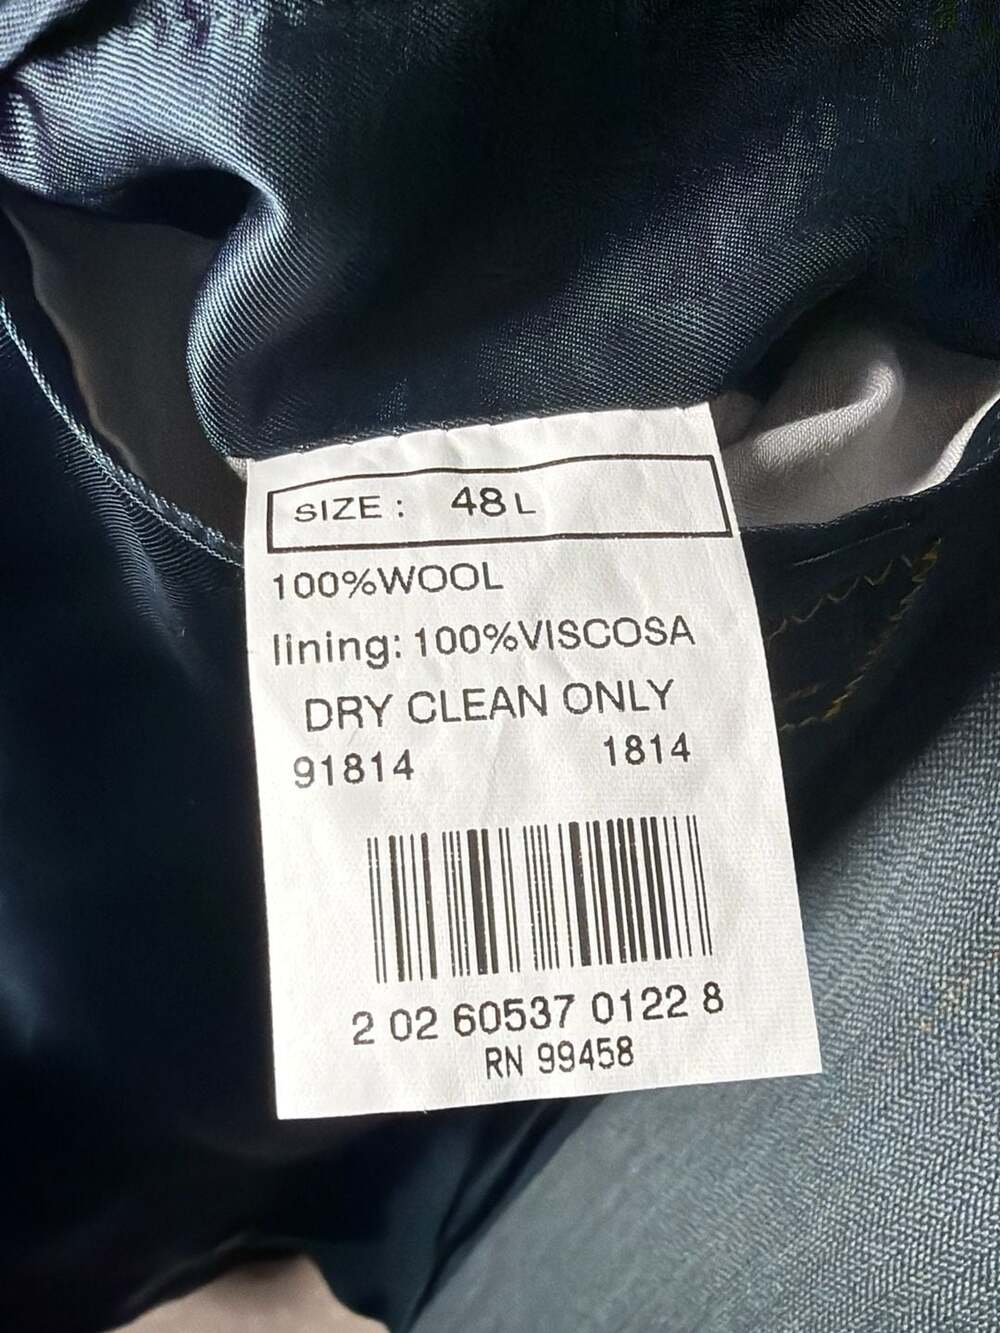 SIZE : 48 L
100%WOOL
lining: 100%VISCOSA
DRY CLEAN ONLY
91814 1814
2 02 60537 0122 8
RN 99458